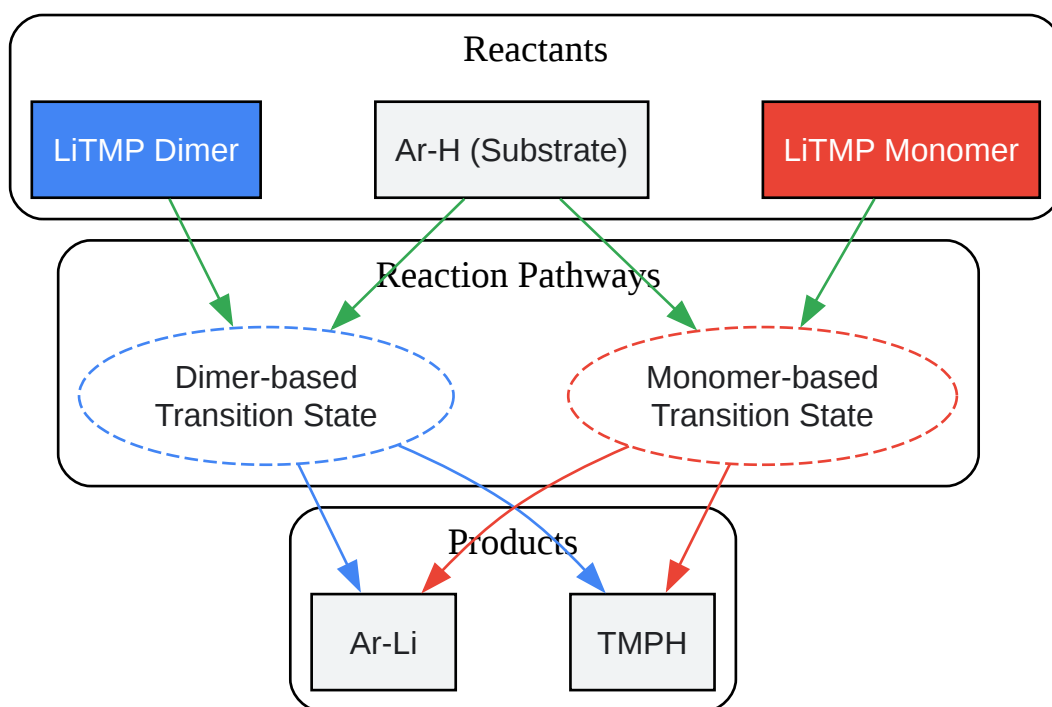 Reactants
LiTMP Dimer
Ar-H (Substrate)
LiTMP Monomer
Reaction Pathways
Dimer-based
Transition State
Monomer-based
Transition State
Products
Ar-Li
TMPH